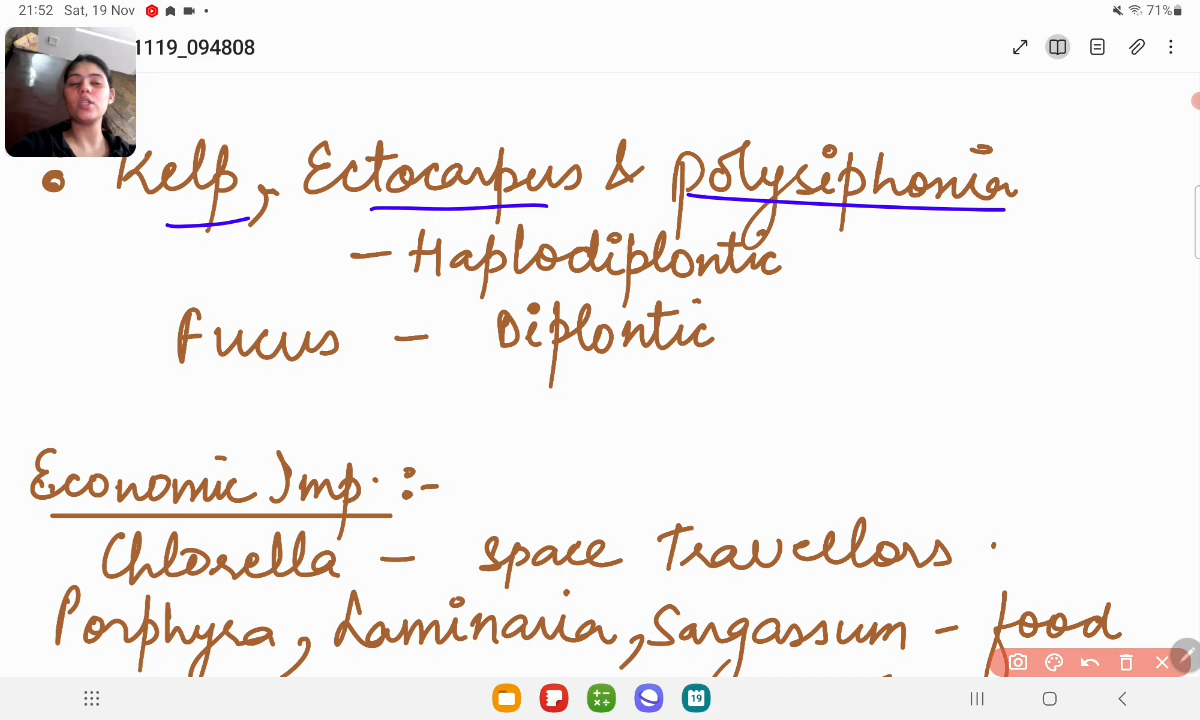 21:52 Sat, 19 Nov
71%
1119_094808
• Kelp, Ectocarpus & polysiphonia
– Haplodiplontic
Fucus – Diplontic
Economic Imp. :-
Chlorella – space Travellors.
Porphyra, Laminaria, Sargassum – food
19